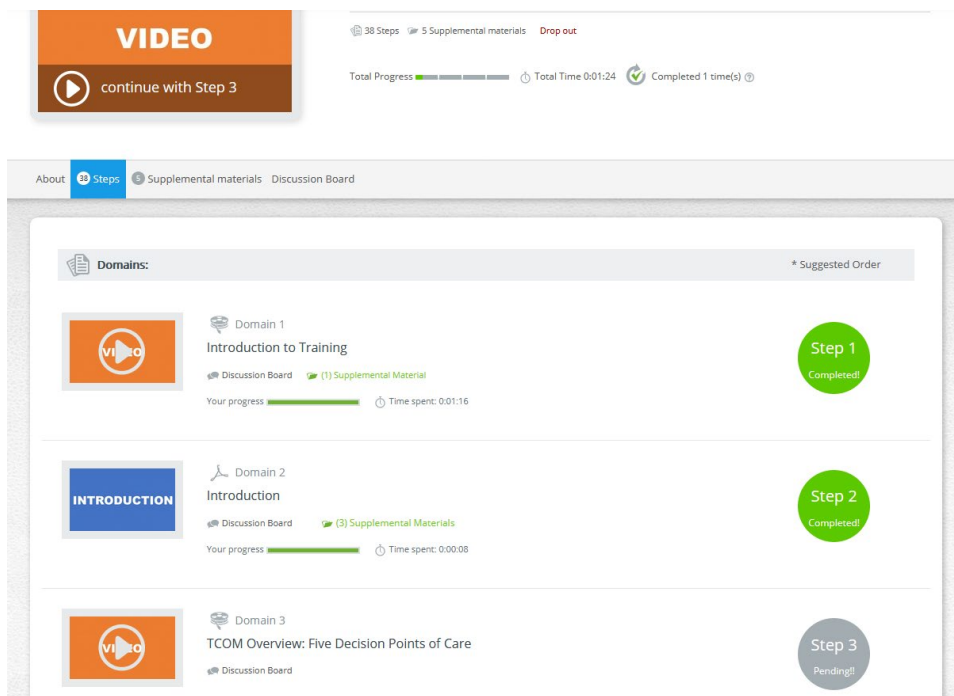 VIDEO
continue with Step 3
38 Steps 5 Supplemental materials Drop out
Total Progress Total Time 0:01:24 Completed 1 time(s) ?
About 38 Steps 5 Supplemental materials Discussion Board
Domains: * Suggested Order
VIDEO
Domain 1
Introduction to Training
Discussion Board (1) Supplemental Material
Your progress Time spent: 0:01:16
Step 1
Completed!
INTRODUCTION
Domain 2
Introduction
Discussion Board (3) Supplemental Materials
Your progress Time spent: 0:00:08
Step 2
Completed!
VIDEO
Domain 3
TCOM Overview: Five Decision Points of Care
Discussion Board
Step 3
Pending!!